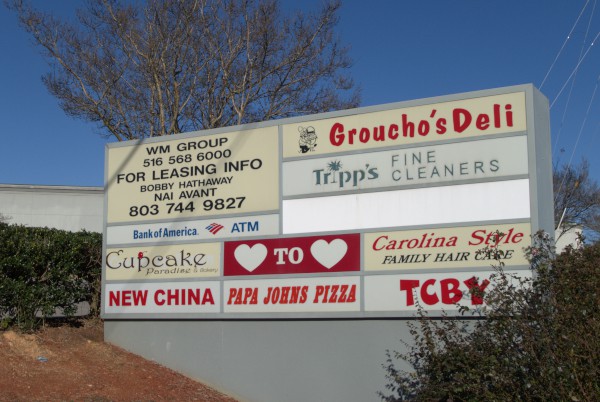 WM GROUP
516 568 6000
FOR LEASING INFO
BOBBY HATHAWAY
NAI AVANT
803 744 9827
Groucho's Deli
Tripp's FINE CLEANERS
Bank of America ATM
Cupcake
Paradise & Bakery
TO
Carolina Style
FAMILY HAIR CARE
NEW CHINA
PAPA JOHNS PIZZA
TCBY